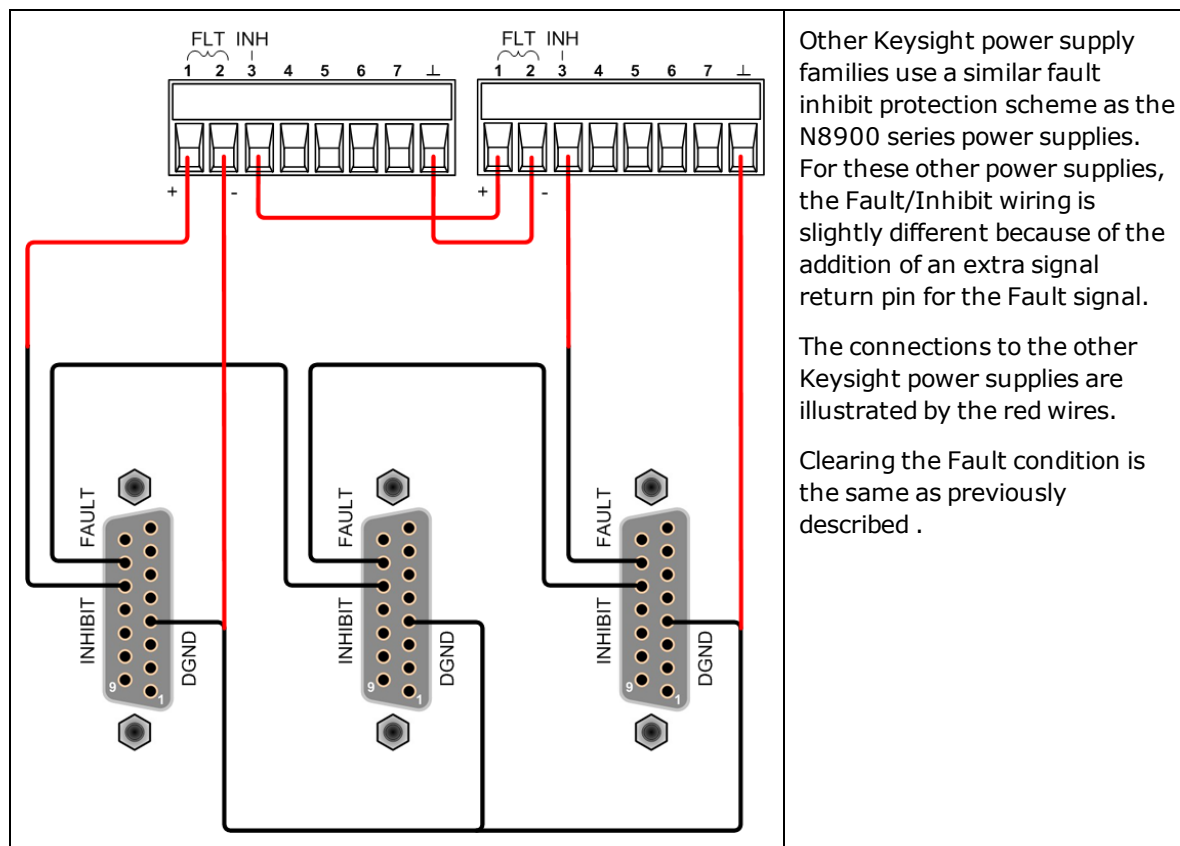 FLT INH
1 2 3 4 5 6 7 ⊥
+ -
FLT INH
1 2 3 4 5 6 7 ⊥
+ -
FAULT
INHIBIT
DGND
9
1
FAULT
INHIBIT
DGND
9
1
FAULT
INHIBIT
DGND
9
1
Other Keysight power supply
families use a similar fault
inhibit protection scheme as the
N8900 series power supplies.
For these other power supplies,
the Fault/Inhibit wiring is
slightly different because of the
addition of an extra signal
return pin for the Fault signal.
The connections to the other
Keysight power supplies are
illustrated by the red wires.
Clearing the Fault condition is
the same as previously
described .